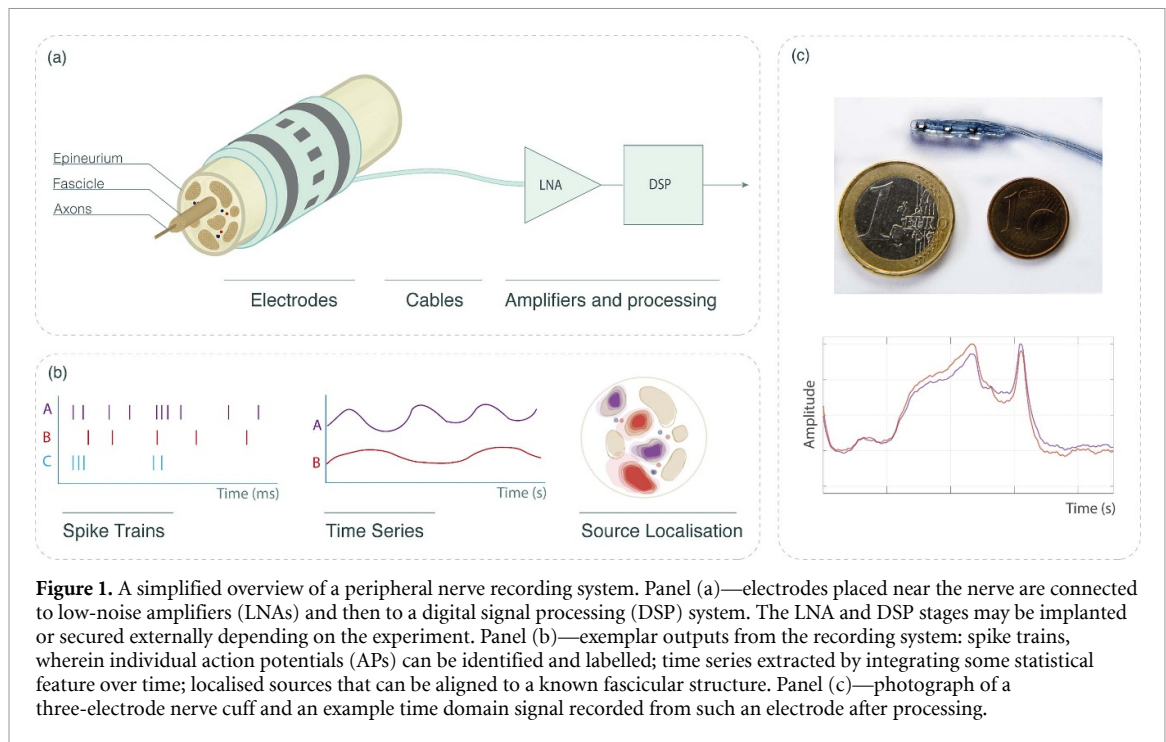 (a)
Epineurium
Fascicle
Axons
LNA
DSP
Electrodes
Cables
Amplifiers and processing
(b)
A
B
C
Time (ms)
Spike Trains
A
B
Time (s)
Time Series
Source Localisation
(c)
1
EURO
1
Amplitude
Time (s)
Figure 1. A simplified overview of a peripheral nerve recording system. Panel (a)—electrodes placed near the nerve are connected
to low-noise amplifiers (LNAs) and then to a digital signal processing (DSP) system. The LNA and DSP stages may be implanted
or secured externally depending on the experiment. Panel (b)—exemplar outputs from the recording system: spike trains,
wherein individual action potentials (APs) can be identified and labelled; time series extracted by integrating some statistical
feature over time; localised sources that can be aligned to a known fascicular structure. Panel (c)—photograph of a
three-electrode nerve cuff and an example time domain signal recorded from such an electrode after processing.